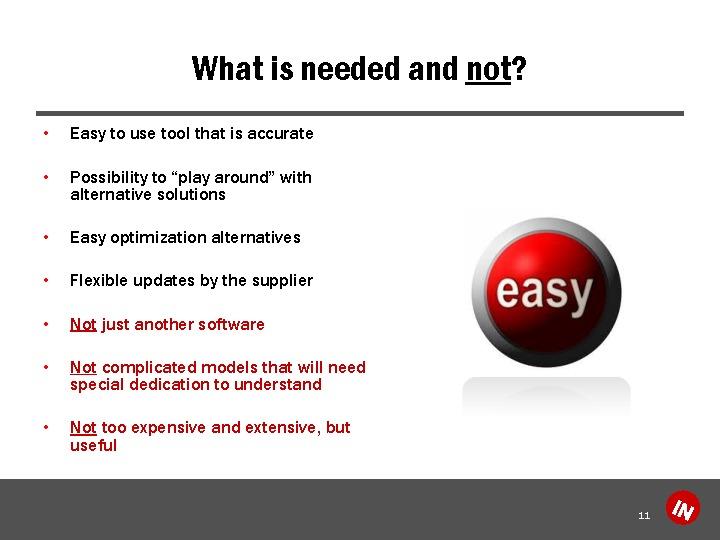 What is needed and not?
• Easy to use tool that is accurate
• Possibility to “play around” with
alternative solutions
• Easy optimization alternatives
• Flexible updates by the supplier
• Not just another software
• Not complicated models that will need
special dedication to understand
• Not too expensive and extensive, but
useful
easy
11
IN